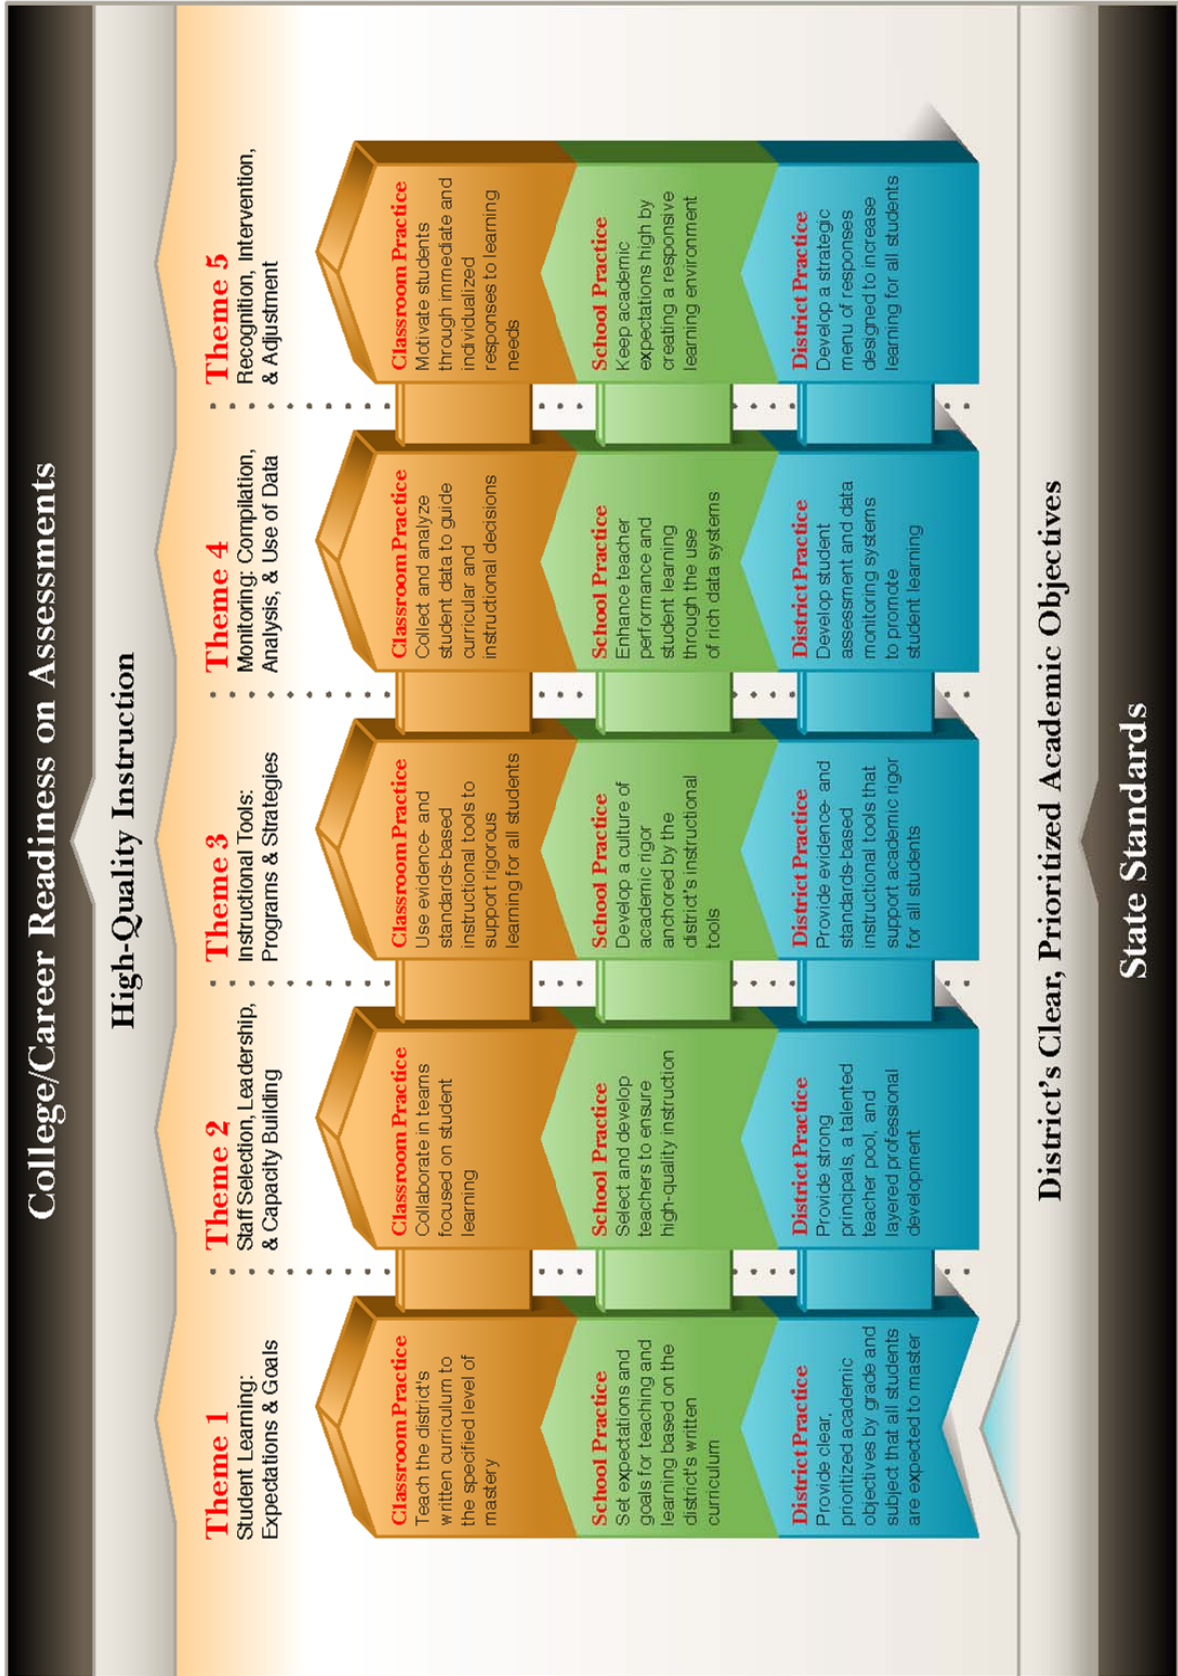 College/Career Readiness on Assessments
High-Quality Instruction
Theme 1
Student Learning:
Expectations & Goals
Theme 2
Staff Selection, Leadership,
& Capacity Building
Theme 3
Instructional Tools:
Programs & Strategies
Theme 4
Monitoring: Compilation,
Analysis, & Use of Data
Theme 5
Recognition, Intervention,
& Adjustment
Classroom Practice
Teach the district's
written curriculum to
the specified level of
mastery
Classroom Practice
Collaborate in teams
focused on student
learning
Classroom Practice
Use evidence- and
standards-based
instructional tools to
support rigorous
learning for all students
Classroom Practice
Collect and analyze
student data to guide
curricular and
instructional decisions
Classroom Practice
Motivate students
through immediate and
individualized
responses to learning
needs
School Practice
Set expectations and
goals for teaching and
learning based on the
district's written
curriculum
School Practice
Select and develop
teachers to ensure
high-quality instruction
School Practice
Develop a culture of
academic rigor
anchored by the
district's instructional
tools
School Practice
Enhance teacher
performance and
student learning
through the use
of rich data systems
School Practice
Keep academic
expectations high by
creating a responsive
learning environment
District Practice
Provide clear,
prioritized academic
objectives by grade and
subject that all students
are expected to master
District Practice
Provide strong
principals, a talented
teacher pool, and
layered professional
development
District Practice
Provide evidence- and
standards-based
instructional tools that
support academic rigor
for all students
District Practice
Develop student
assessment and data
monitoring systems
to promote
student learning
District Practice
Develop a strategic
menu of responses
designed to increase
learning for all students
District's Clear, Prioritized Academic Objectives
State Standards